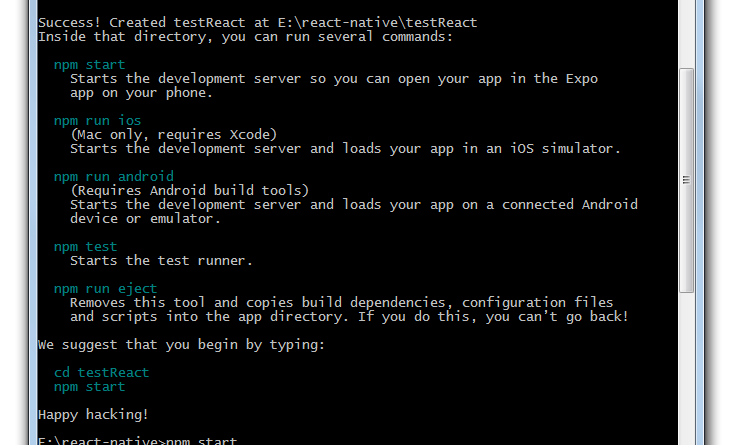 Success! Created testReact at E:\react-native\testReact
Inside that directory, you can run several commands:
npm start
Starts the development server so you can open your app in the Expo
app on your phone.
npm run ios
(Mac only, requires Xcode)
Starts the development server and loads your app in an iOS simulator.
npm run android
(Requires Android build tools)
Starts the development server and loads your app on a connected Android
device or emulator.
npm test
Starts the test runner.
npm run eject
Removes this tool and copies build dependencies, configuration files
and scripts into the app directory. If you do this, you can’t go back!
We suggest that you begin by typing:
cd testReact
npm start
Happy hacking!
E:\react-native>npm start